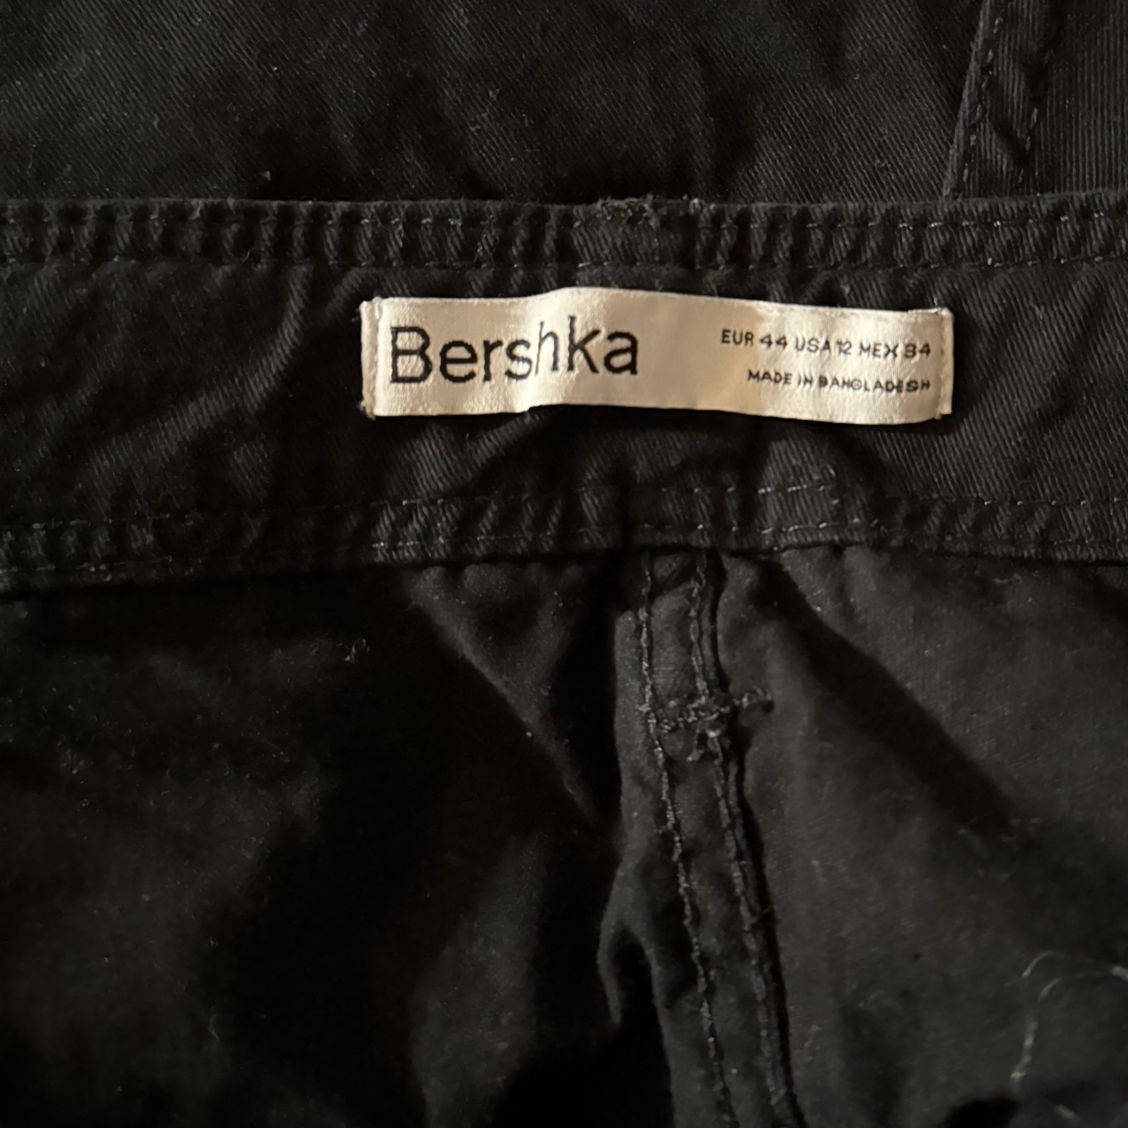 Bershka
EUR 44 USA 12 MEX 34
MADE IN BANGLADESH